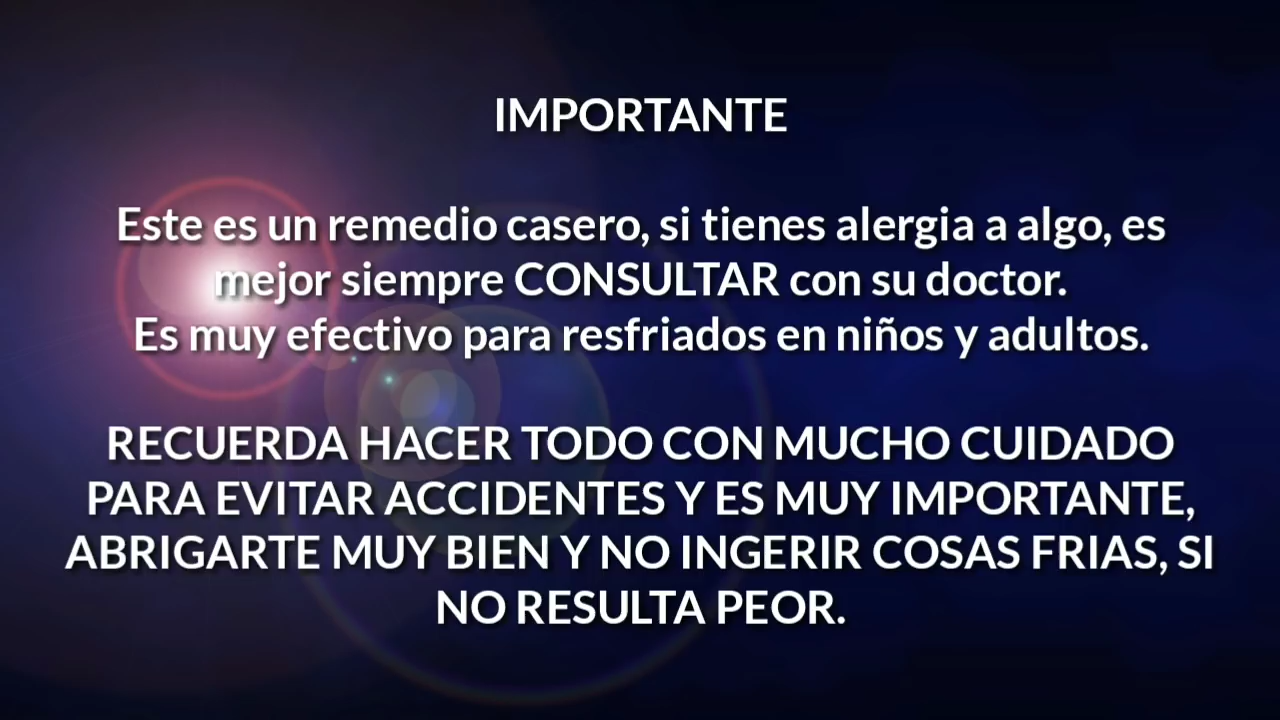 IMPORTANTE
Este es un remedio casero, si tienes alergia a algo, es
mejor siempre CONSULTAR con su doctor.
Es muy efectivo para resfriados en niños y adultos.
RECUERDA HACER TODO CON MUCHO CUIDADO
PARA EVITAR ACCIDENTES Y ES MUY IMPORTANTE,
ABRIGARTE MUY BIEN Y NO INGERIR COSAS FRIAS, SI
NO RESULTA PEOR.